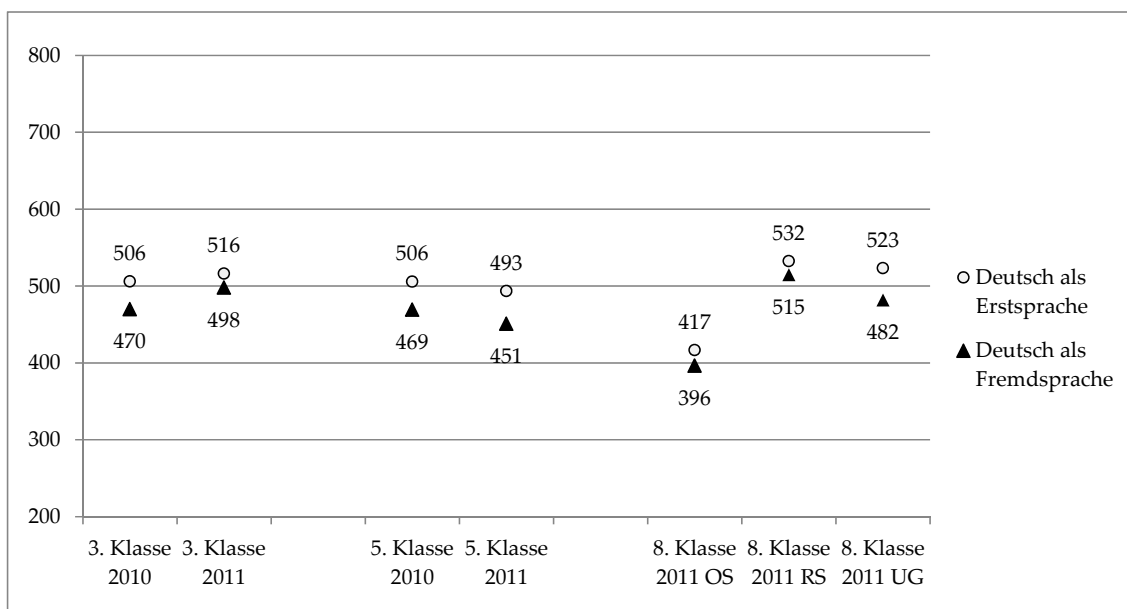 800
700
600
500
400
300
200
506
516
506
493
417
532
523
470
498
469
451
396
515
482
Deutsch als
Erstsprache
Deutsch als
Fremdsprache
3. Klasse
2010
3. Klasse
2011
5. Klasse
2010
5. Klasse
2011
8. Klasse
2011 OS
8. Klasse
2011 RS
8. Klasse
2011 UG